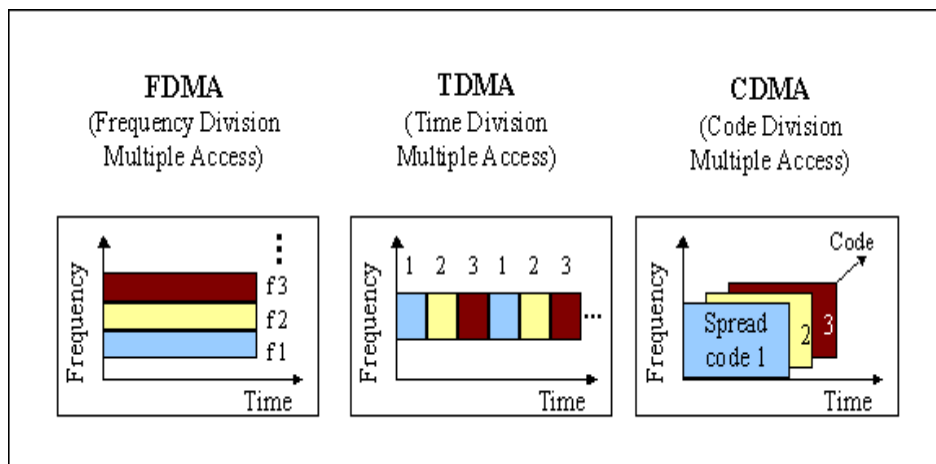 FDMA
(Frequency Division
Multiple Access)
TDMA
(Time Division
Multiple Access)
CDMA
(Code Division
Multiple Access)
Frequency
f3
f2
f1
Time
Frequency
1 2 3 1 2 3
...
Time
Frequency
Code
Spread
code 1
2
3
Time